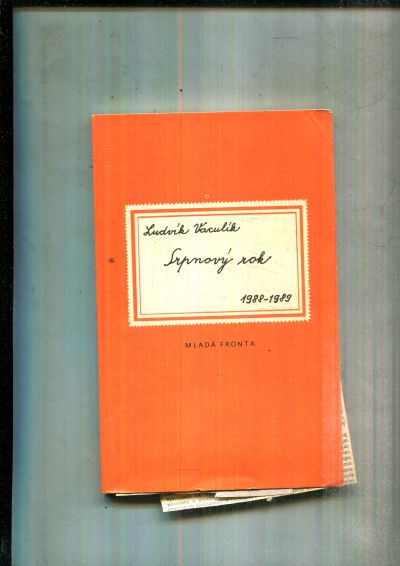 Ludvík Vaculík
Srpnový rok
1988-1989
MLADÁ FRONTA